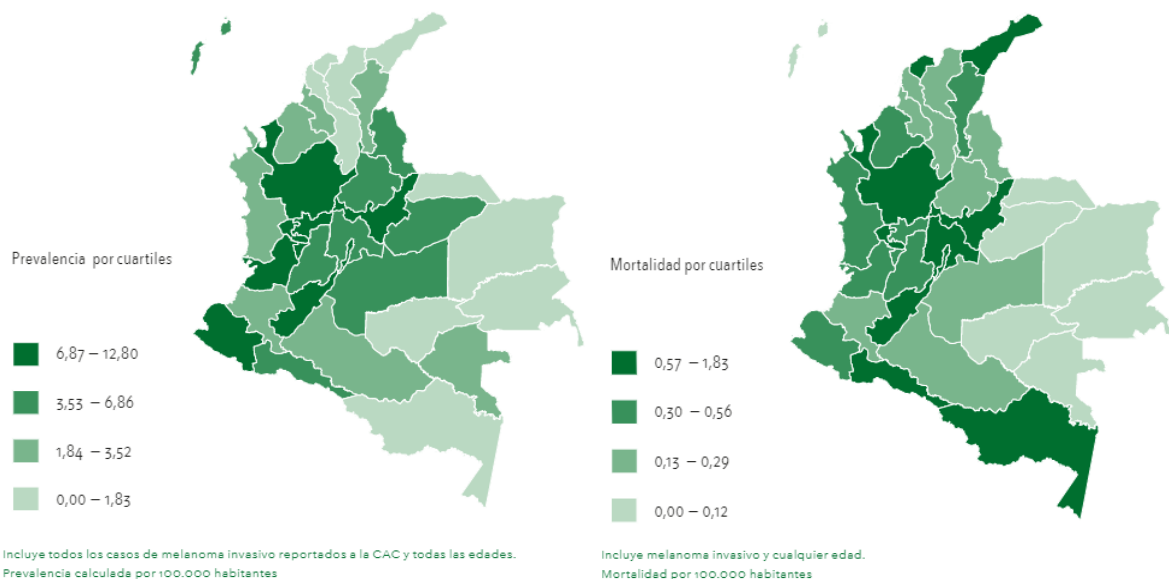 Prevalencia por cuartiles
6,87 – 12,80
3,53 – 6,86
1,84 – 3,52
0,00 – 1,83
Incluye todos los casos de melanoma invasivo reportados a la CAC y todas las edades.
Prevalencia calculada por 100.000 habitantes
Mortalidad por cuartiles
0,57 – 1,83
0,30 – 0,56
0,13 – 0,29
0,00 – 0,12
Incluye melanoma invasivo y cualquier edad.
Mortalidad por 100.000 habitantes